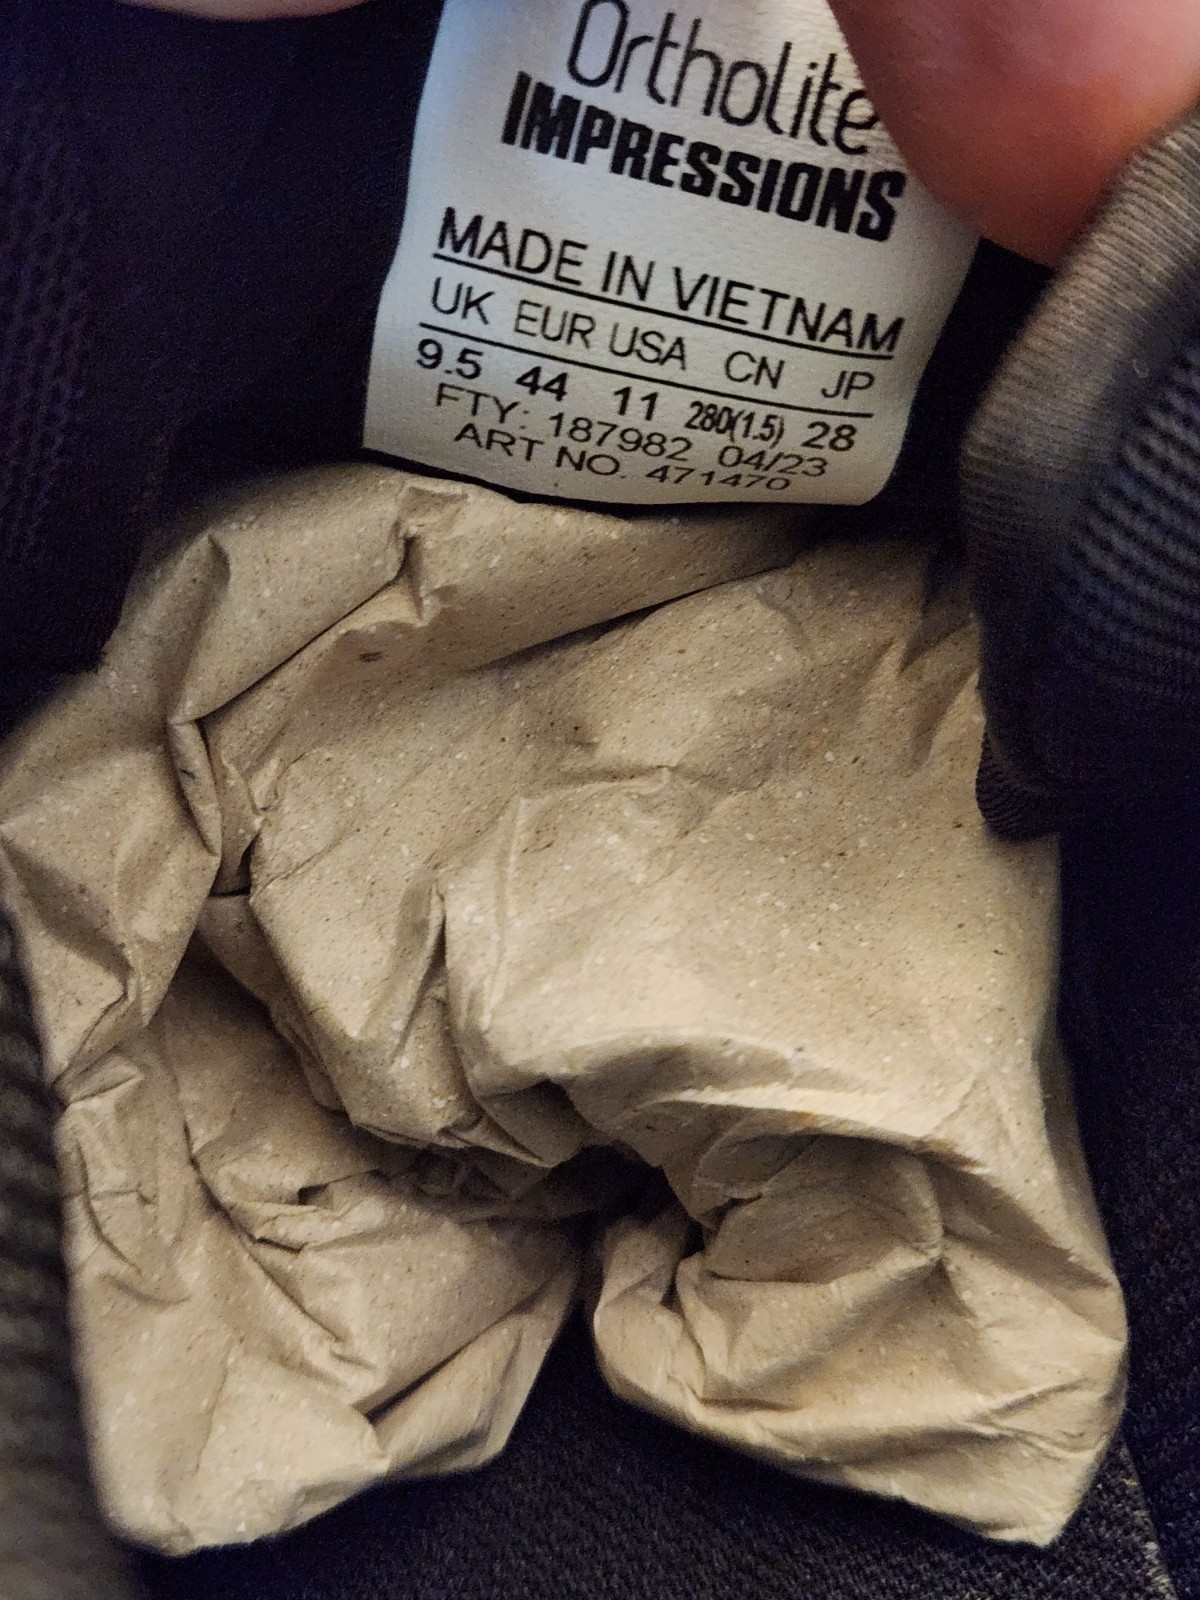 Ortholite
IMPRESSIONS
MADE IN VIETNAM
UK EUR USA CN JP
9.5 44 11 280(1.5) 28
FTY: 187982 04/23
ART NO. 471470